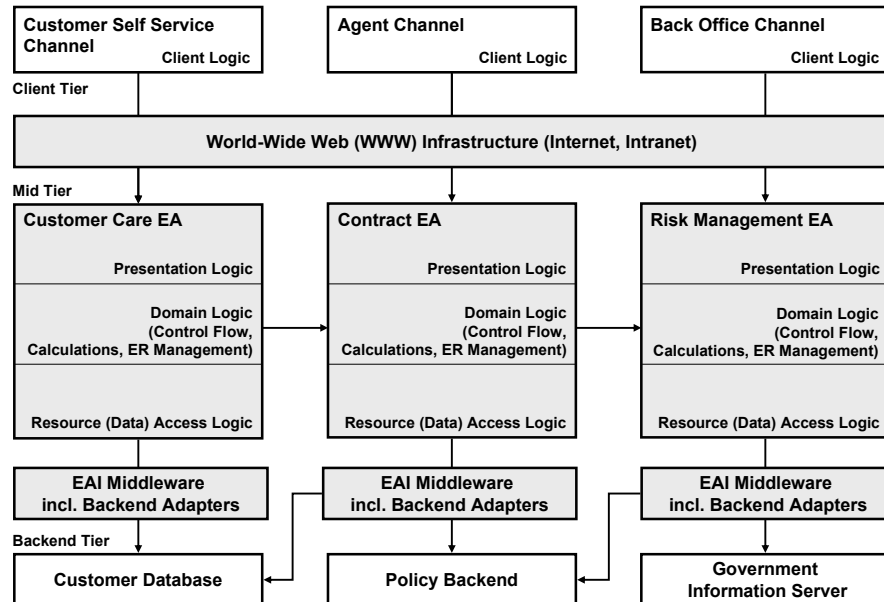 Customer Self Service
Channel
Client Logic
Agent Channel
Client Logic
Back Office Channel
Client Logic
Client Tier
World-Wide Web (WWW) Infrastructure (Internet, Intranet)
Mid Tier
Customer Care EA
Presentation Logic
Domain Logic
(Control Flow,
Calculations, ER Management)
Resource (Data) Access Logic
Contract EA
Presentation Logic
Domain Logic
(Control Flow,
Calculations, ER Management)
Resource (Data) Access Logic
Risk Management EA
Presentation Logic
Domain Logic
(Control Flow,
Calculations, ER Management)
Resource (Data) Access Logic
EAI Middleware
incl. Backend Adapters
EAI Middleware
incl. Backend Adapters
EAI Middleware
incl. Backend Adapters
Backend Tier
Customer Database
Policy Backend
Government
Information Server